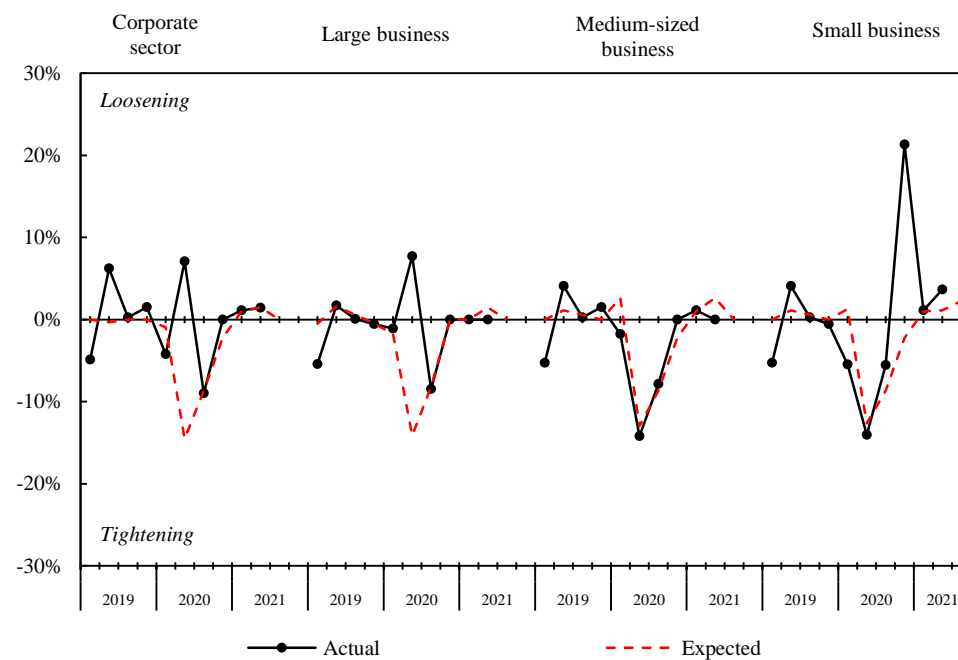 Corporate
sector
Large business
Medium-sized
business
Small business
30%
Loosening
20%
10%
0%
-10%
-20%
Tightening
-30%
2019 2020 2021 2019 2020 2021 2019 2020 2021 2019 2020 2021
Actual Expected